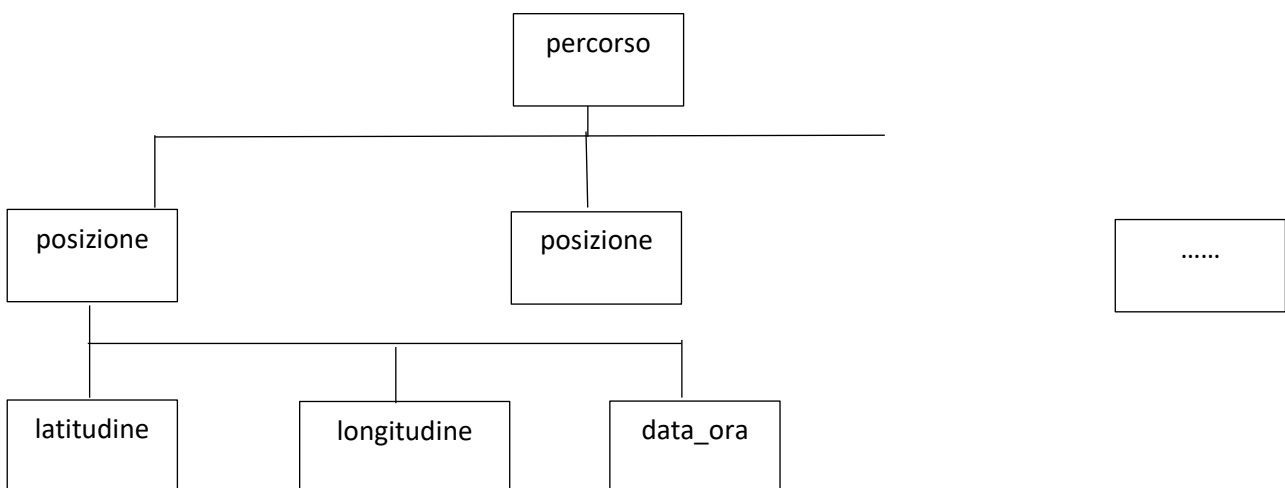 percorso
posizione
posizione
......
latitudine
longitudine
data_ora